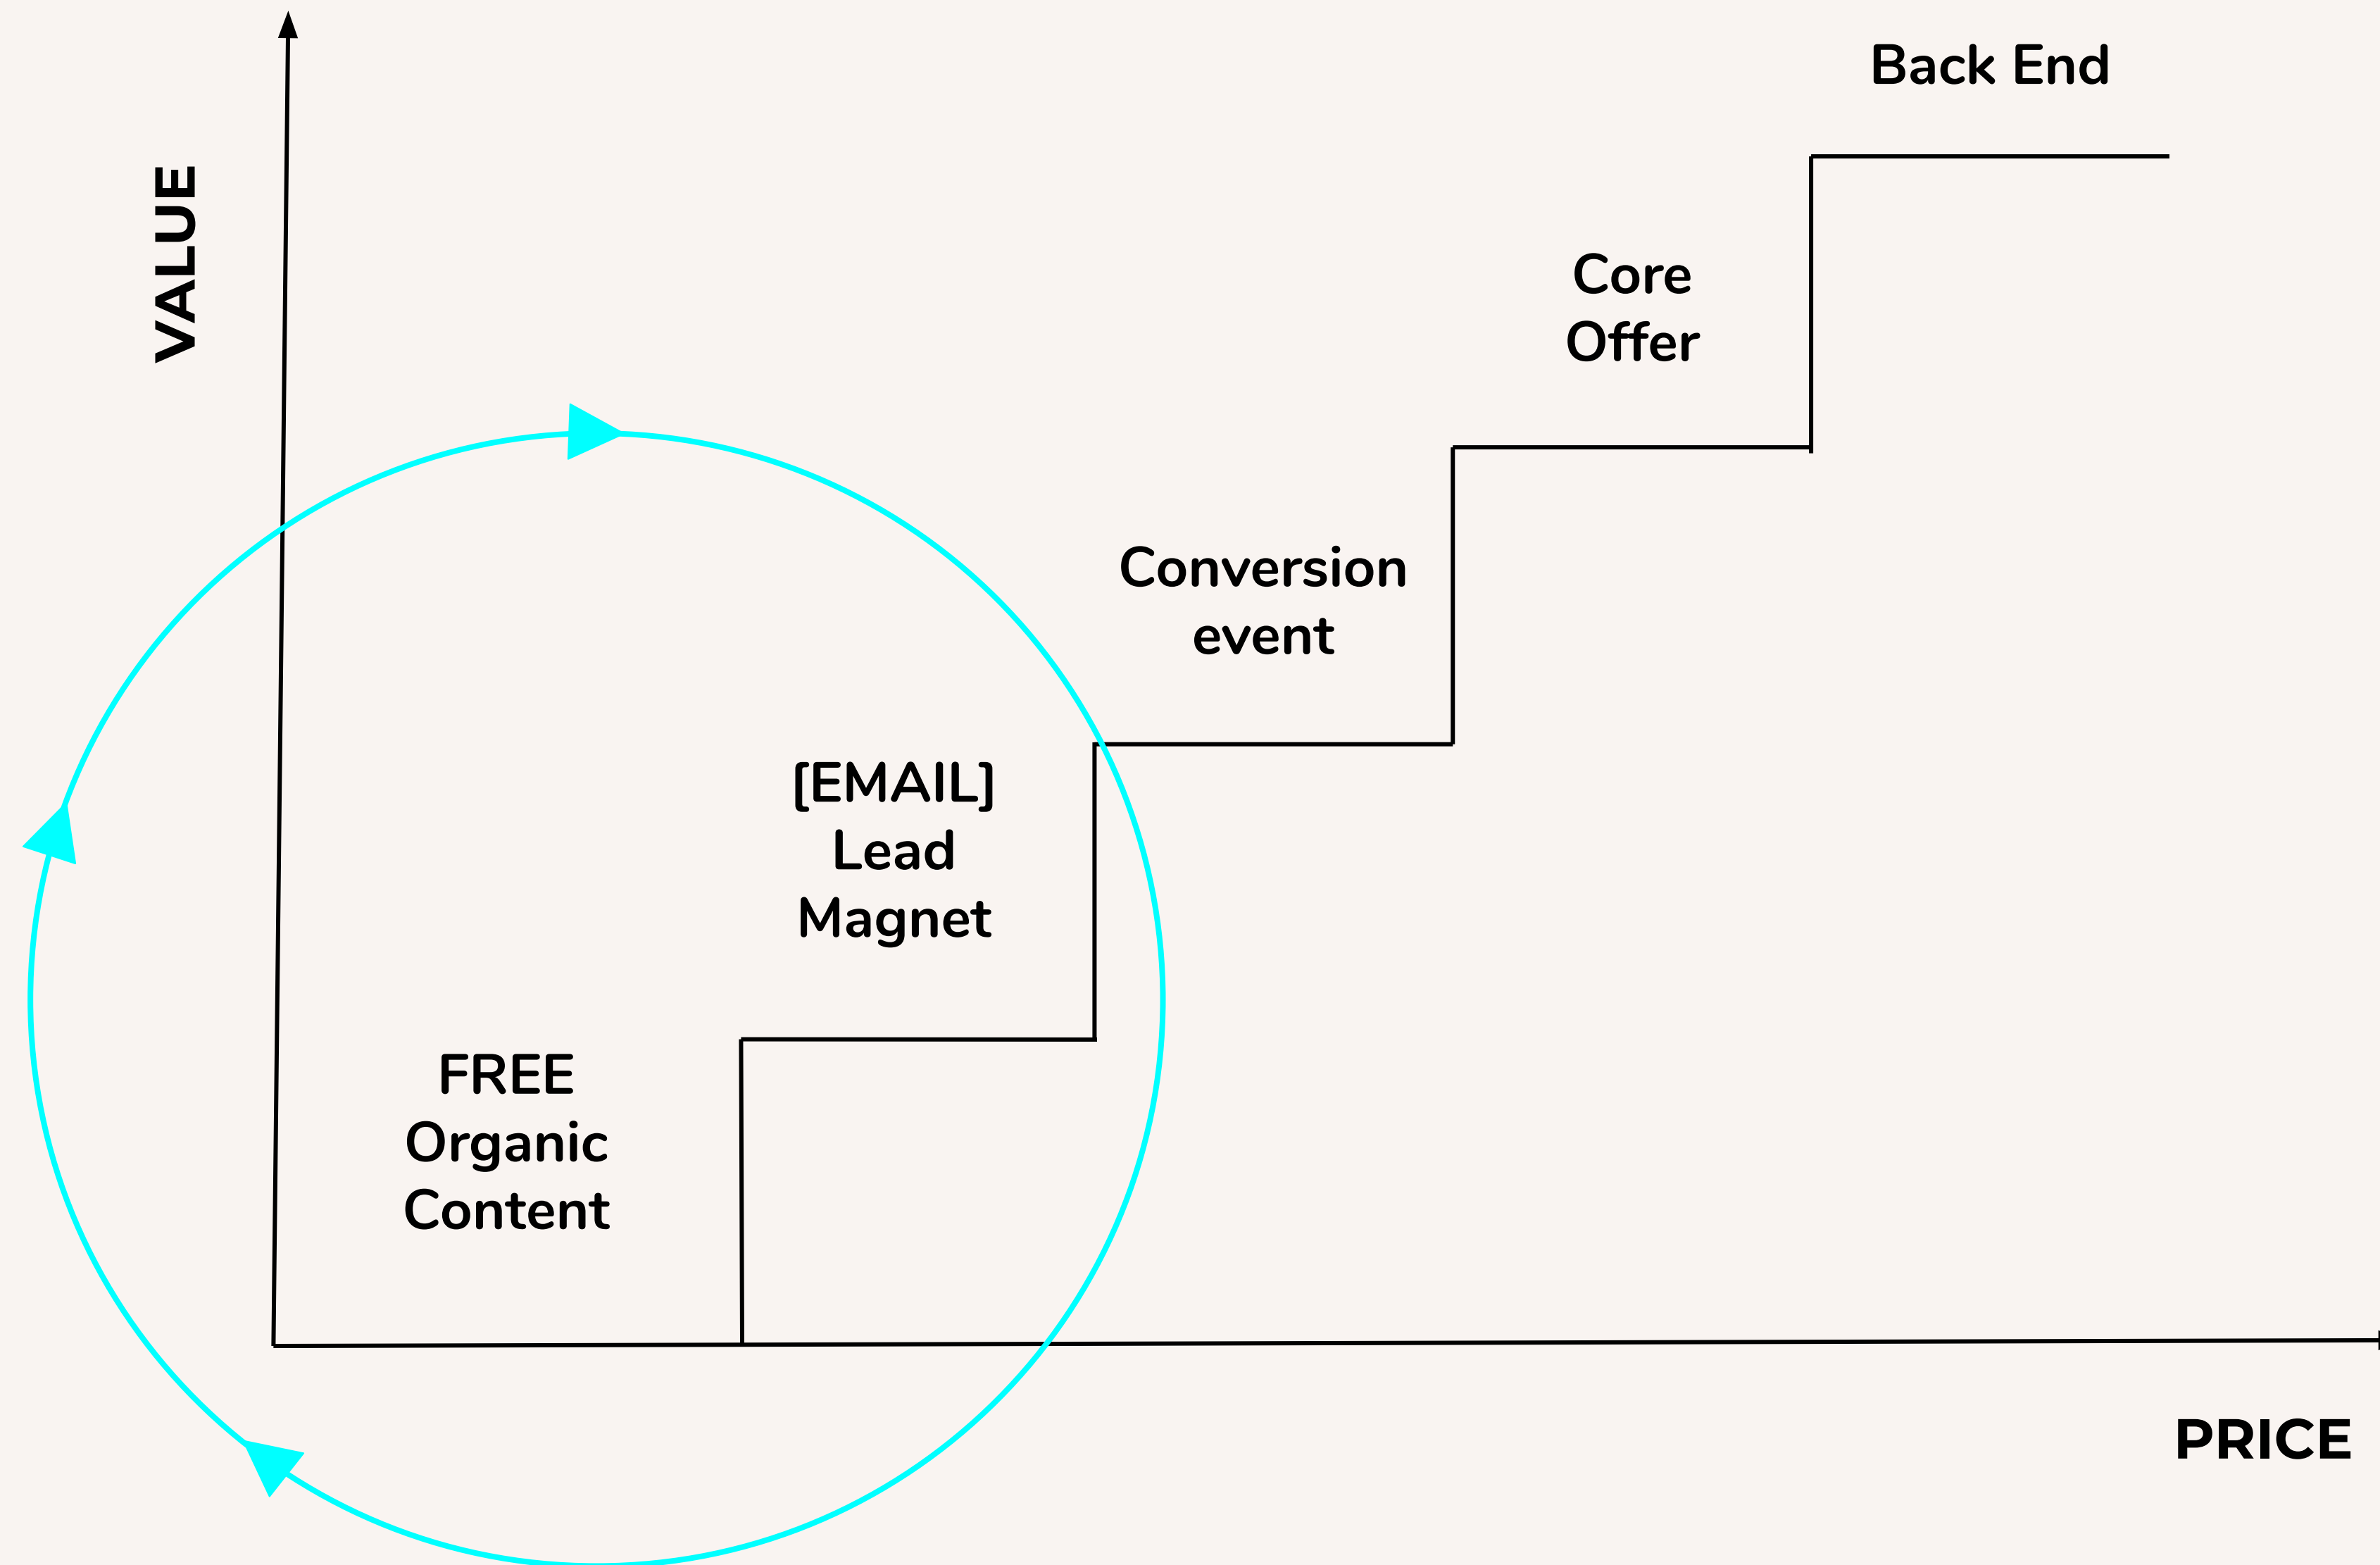 VALUE
Back End
Core
Offer
Conversion
event
[EMAIL]
Lead
Magnet
FREE
Organic
Content
PRICE